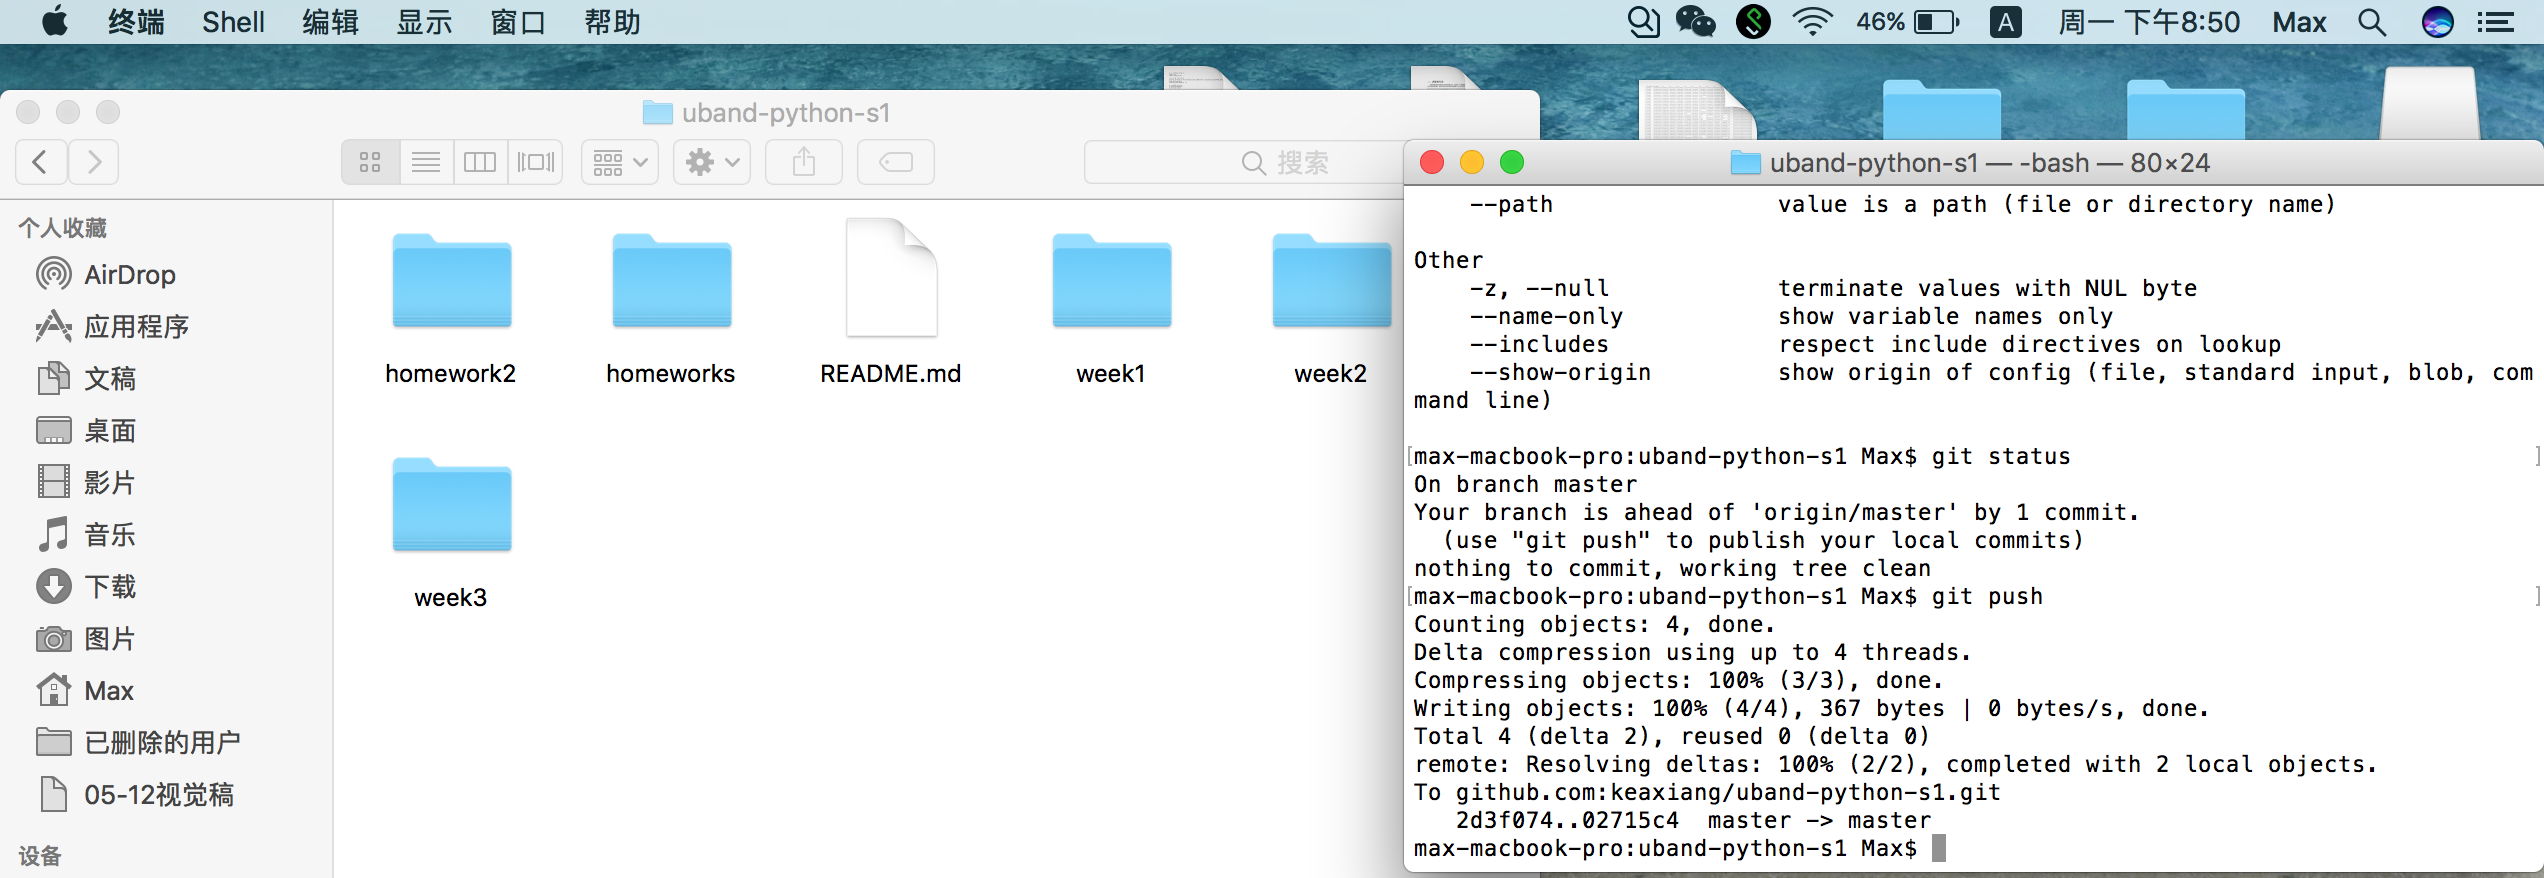 终端 Shell 编辑 显示 窗口 帮助 46% A 周一 下午8:50 Max
uband-python-s1
搜索
个人收藏
AirDrop
应用程序
文稿
桌面
影片
音乐
下载
图片
Max
已删除的用户
05-12视觉稿
设备
homework2 homeworks README.md week1 week2
week3
uband-python-s1 — -bash — 80×24
--path value is a path (file or directory name)
Other
-z, --null terminate values with NUL byte
--name-only show variable names only
--includes respect include directives on lookup
--show-origin show origin of config (file, standard input, blob, com
mand line)
[max-macbook-pro:uband-python-s1 Max$ git status ]
On branch master
Your branch is ahead of 'origin/master' by 1 commit.
(use "git push" to publish your local commits)
nothing to commit, working tree clean
[max-macbook-pro:uband-python-s1 Max$ git push ]
Counting objects: 4, done.
Delta compression using up to 4 threads.
Compressing objects: 100% (3/3), done.
Writing objects: 100% (4/4), 367 bytes | 0 bytes/s, done.
Total 4 (delta 2), reused 0 (delta 0)
remote: Resolving deltas: 100% (2/2), completed with 2 local objects.
To github.com:keaxiang/uband-python-s1.git
2d3f074..02715c4 master -> master
max-macbook-pro:uband-python-s1 Max$